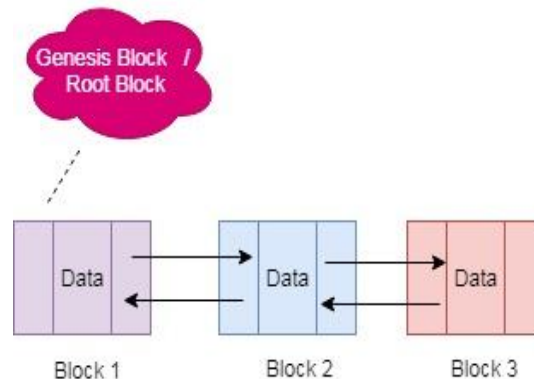 Genesis Block /
Root Block
Data
Data
Data
Block 1
Block 2
Block 3